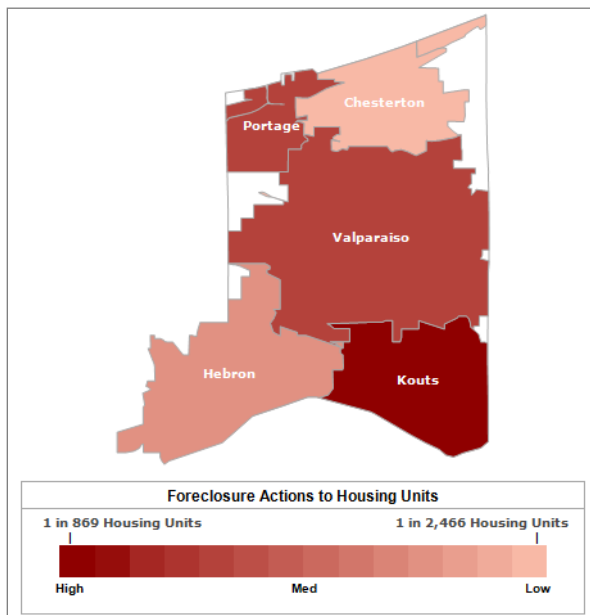 Chesterton
Portage
Valparaiso
Hebron
Kouts
Foreclosure Actions to Housing Units
1 in 869 Housing Units 1 in 2,466 Housing Units
High Med Low